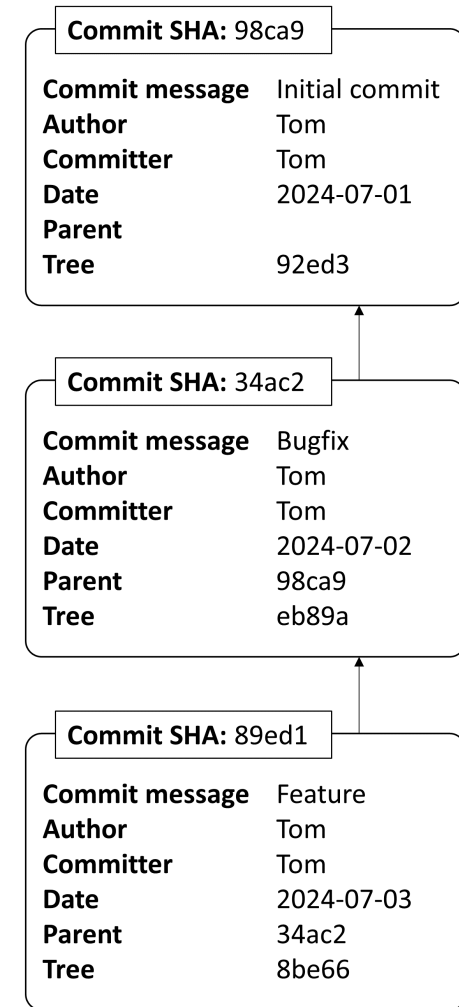 Commit SHA: 98ca9
Commit message Initial commit
Author Tom
Committer Tom
Date 2024-07-01
Parent
Tree 92ed3
Commit SHA: 34ac2
Commit message Bugfix
Author Tom
Committer Tom
Date 2024-07-02
Parent 98ca9
Tree eb89a
Commit SHA: 89ed1
Commit message Feature
Author Tom
Committer Tom
Date 2024-07-03
Parent 34ac2
Tree 8be66